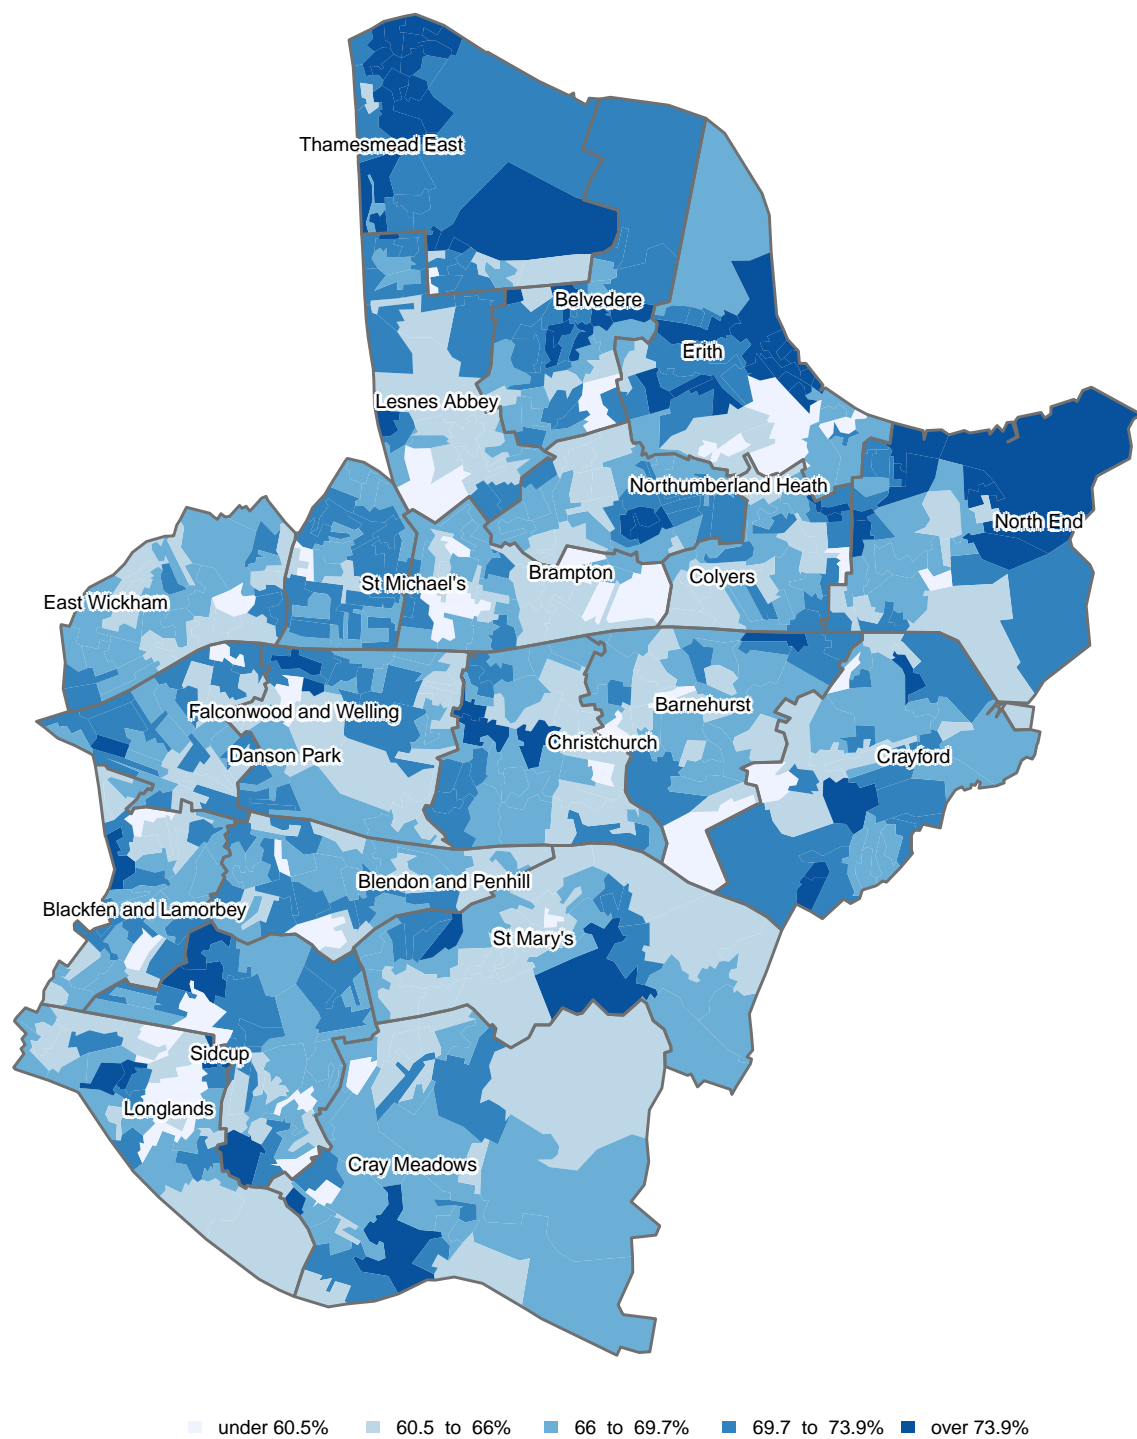 Thamesmead East
Belvedere
Erith
Lesnes Abbey
Northumberland Heath
North End
Brampton
Colyers
St Michael's
East Wickham
Barnehurst
Falconwood and Welling
Christchurch
Danson Park
Crayford
Blendon and Penhill
Blackfen and Lamorbey
St Mary's
Sidcup
Longlands
Cray Meadows
under 60.5% 60.5 to 66% 66 to 69.7% 69.7 to 73.9% over 73.9%